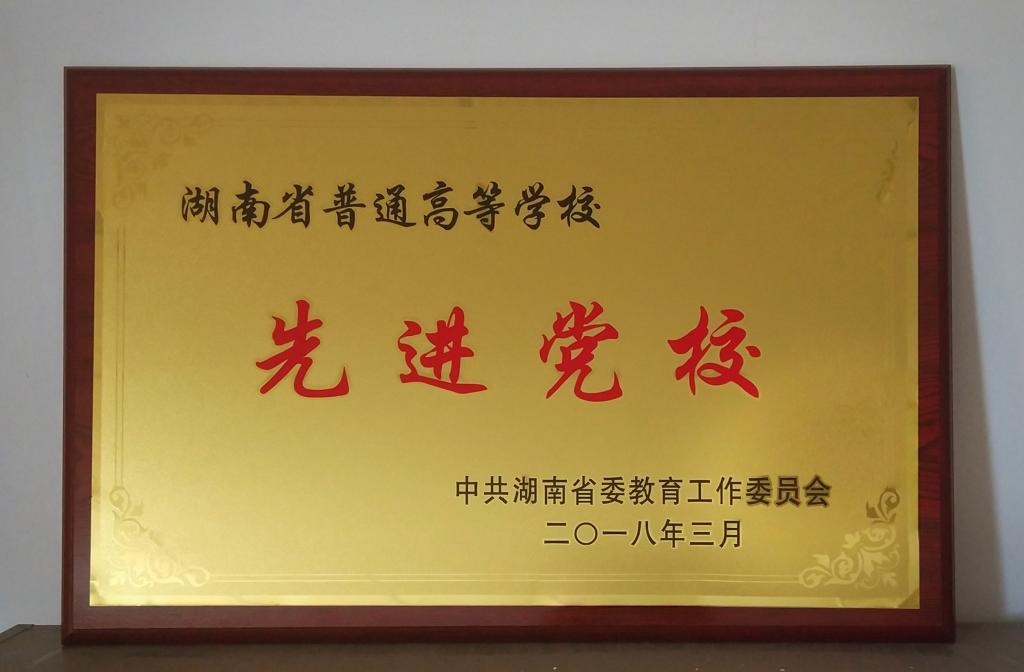 湖南省普通高等学校
先进党校
中共湖南省委教育工作委员会
二〇一八年三月